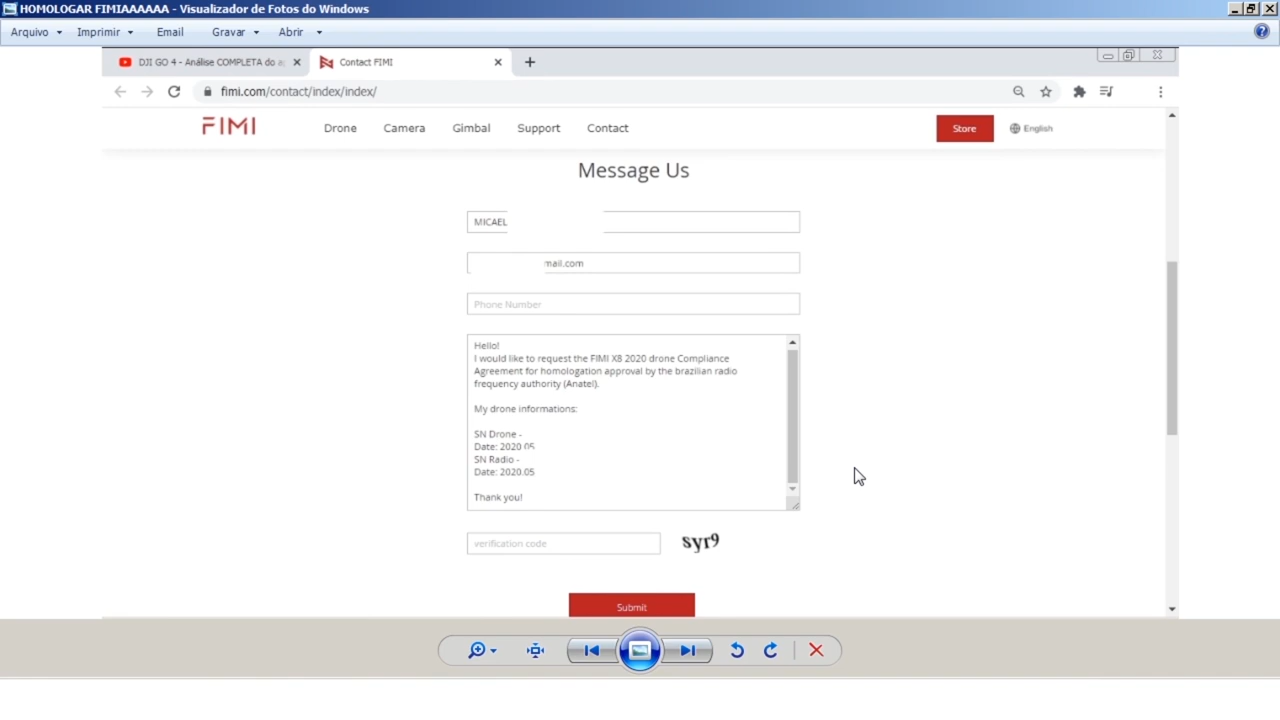 HOMOLOGAR FIMIAAAAAA - Visualizador de Fotos do Windows
Arquivo Imprimir Email Gravar Abrir
DJI GO 4 - Análise COMPLETA do a Contact FIMI
fimi.com/contact/index/index/
FIMI Drone Camera Gimbal Support Contact Store English
Message Us
MICAEL
mail.com
Phone Number
Hello!
I would like to request the FIMI X8 2020 drone Compliance
Agreement for homologation approval by the brazilian radio
frequency authority (Anatel).
My drone informations:
SN Drone -
Date: 2020 05
SN Radio -
Date: 2020.05
Thank you!
verification code syr9
Submit